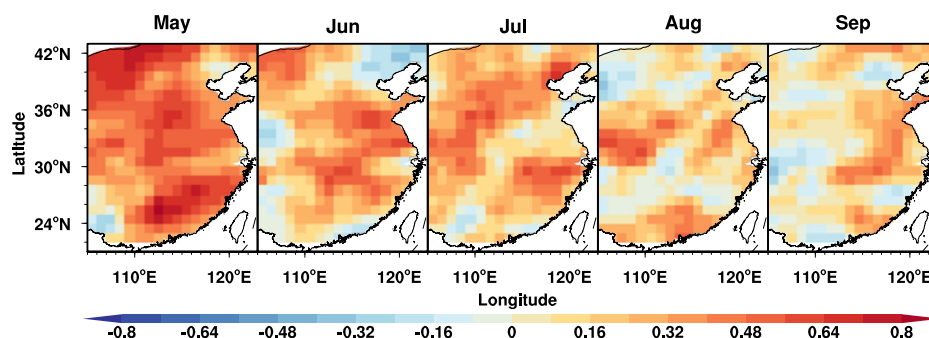 May Jun Jul Aug Sep
42°N
36°N
30°N
24°N
Latitude
110°E 120°E 110°E 120°E 110°E 120°E 110°E 120°E 110°E 120°E
Longitude
-0.8 -0.64 -0.48 -0.32 -0.16 0 0.16 0.32 0.48 0.64 0.8